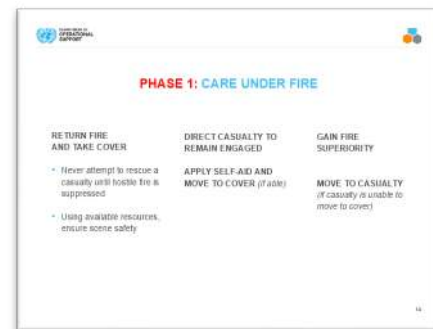 OPERATIONAL
SUPPORT
PHASE 1: CARE UNDER FIRE
RETURN FIRE
AND TAKE COVER
• Never attempt to rescue a
casualty until hostile fire is
suppressed
• Using available resources,
ensure scene safety
DIRECT CASUALTY TO
REMAIN ENGAGED
APPLY SELF-AID AND
MOVE TO COVER (if able)
GAIN FIRE
SUPERIORITY
MOVE TO CASUALTY
(if casualty is unable to
move to cover)